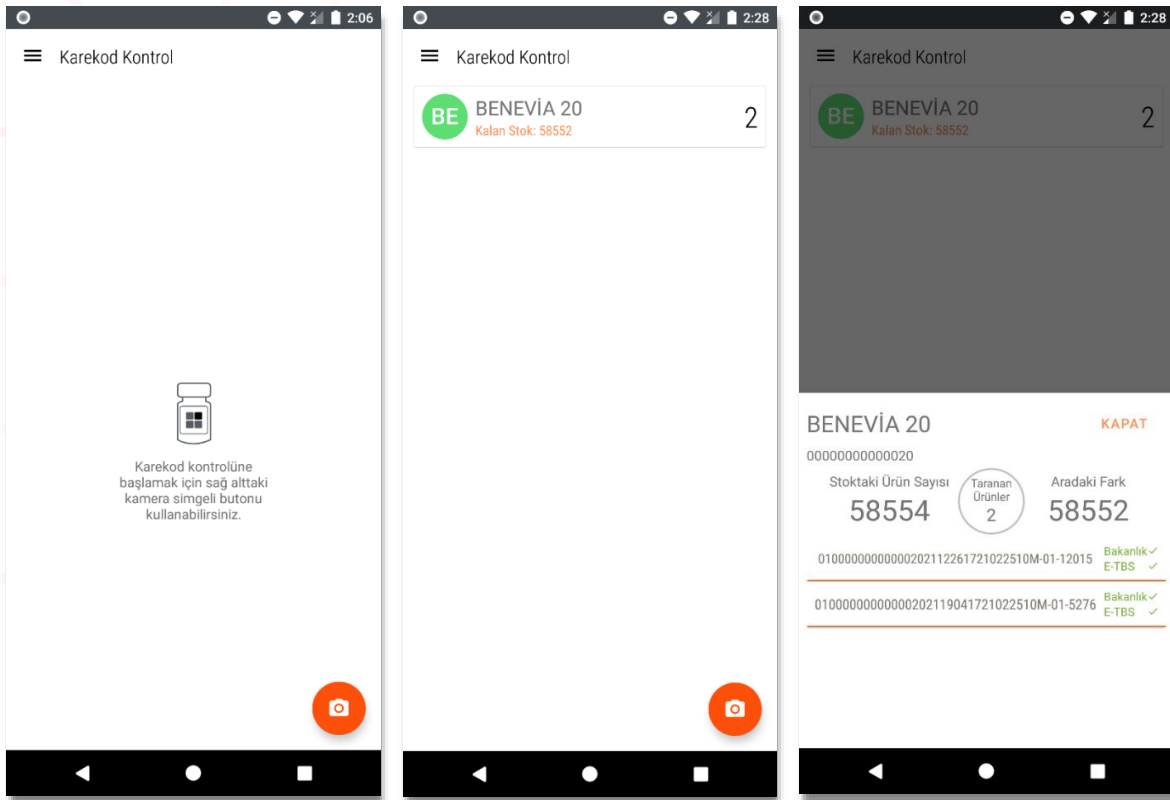 2:06
Karekod Kontrol
Karekod kontrolüne
başlamak için sağ alttaki
kamera simgeli butonu
kullanabilirsiniz.
2:28
Karekod Kontrol
BE
BENEVİA 20
Kalan Stok: 58552
2
2:28
Karekod Kontrol
BE
BENEVİA 20
Kalan Stok: 58552
2
BENEVİA 20
KAPAT
00000000000020
Stoktaki Ürün Sayısı
58554
Taranan
Ürünler
2
Aradaki Fark
58552
01000000000000202112261721022510M-01-12015
Bakanlık
E-TBS
01000000000000202119041721022510M-01-5276
Bakanlık
E-TBS